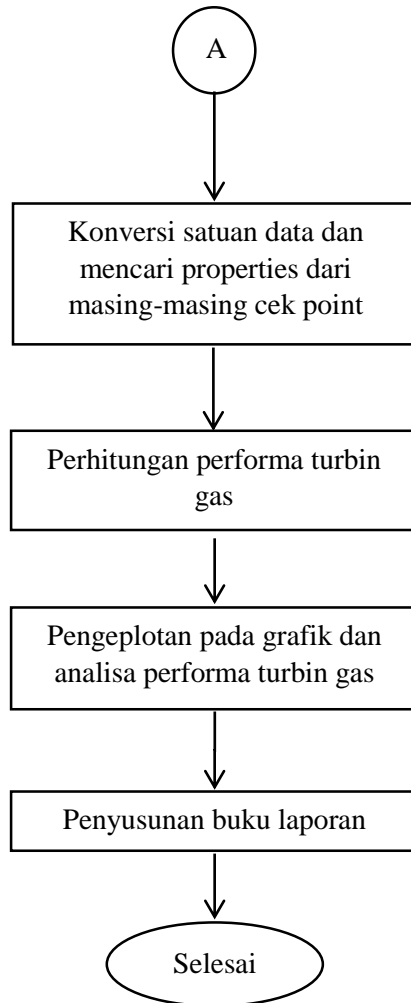 A
Konversi satuan data dan
mencari properties dari
masing-masing cek point
Perhitungan performa turbin
gas
Pengeplotan pada grafik dan
analisa performa turbin gas
Penyusunan buku laporan
Selesai